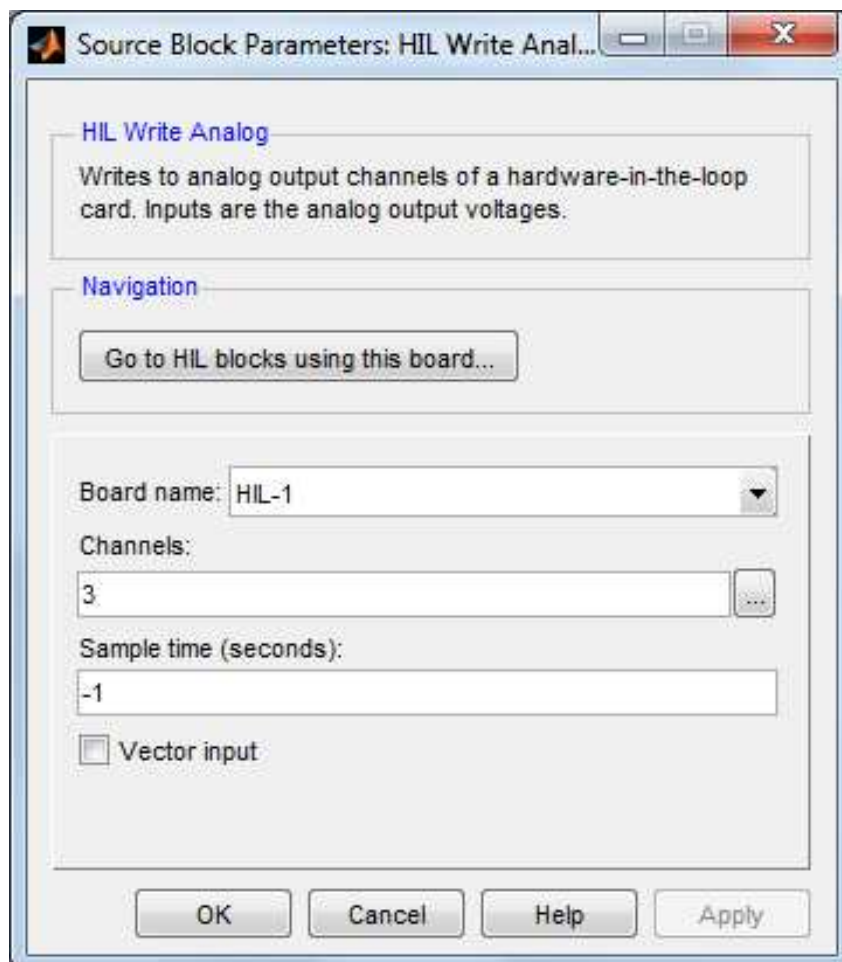 Source Block Parameters: HIL Write Anal...
HIL Write Analog
Writes to analog output channels of a hardware-in-the-loop
card. Inputs are the analog output voltages.
Navigation
Go to HIL blocks using this board...
Board name: HIL-1
Channels:
3
...
Sample time (seconds):
-1
Vector input
OK Cancel Help Apply